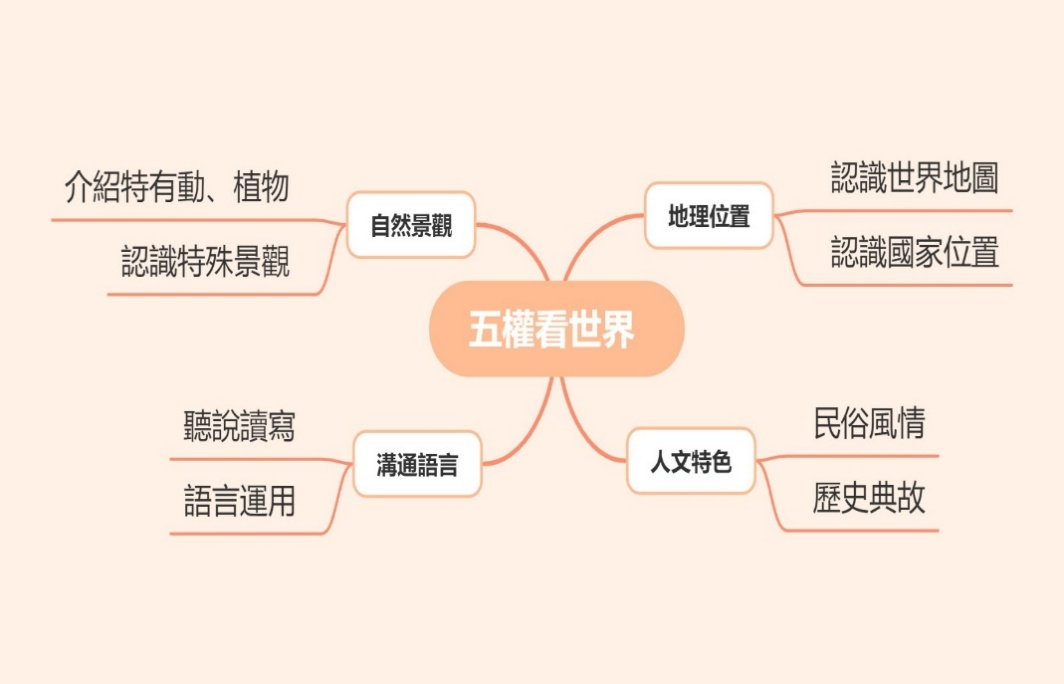 五權看世界
地理位置
認識世界地圖
認識國家位置
人文特色
民俗風情
歷史典故
自然景觀
介紹特有動、植物
認識特殊景觀
溝通語言
聽說讀寫
語言運用